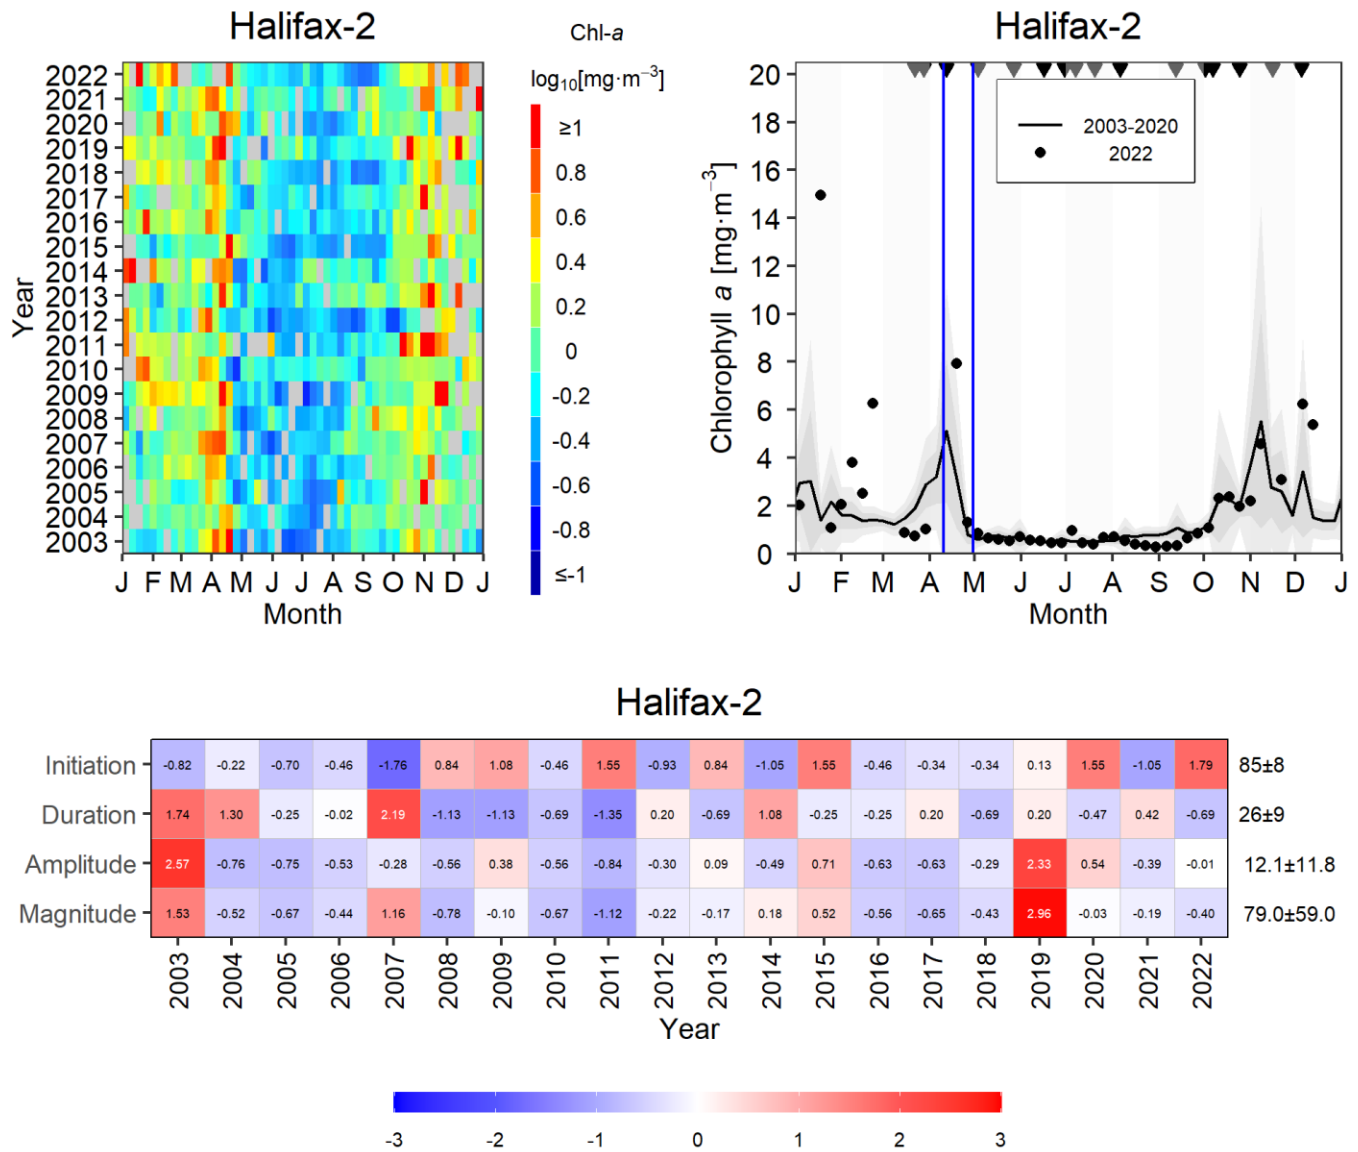 Halifax-2
Chl-a
log₁₀[mg·m⁻³]
≥1
0.8
0.6
0.4
0.2
0
-0.2
-0.4
-0.6
-0.8
≤-1
Year
2022
2021
2020
2019
2018
2017
2016
2015
2014
2013
2012
2011
2010
2009
2008
2007
2006
2005
2004
2003
J F M A M J J A S O N D J
Month
Halifax-2
Chlorophyll a [mg·m⁻³]
20
18
16
14
12
10
8
6
4
2
0
2003-2020
2022
J F M A M J J A S O N D J
Month
Halifax-2
Initiation -0.82 -0.22 -0.70 -0.46 -1.76 0.84 1.08 -0.46 1.55 -0.93 0.84 -1.05 1.55 -0.46 -0.34 -0.34 0.13 1.55 -1.05 1.79 85±8
Duration 1.74 1.30 -0.25 -0.02 2.19 -1.13 -1.13 -0.69 -1.35 0.20 -0.69 1.08 -0.25 -0.25 0.20 -0.69 0.20 -0.47 0.42 -0.69 26±9
Amplitude 2.57 -0.76 -0.75 -0.53 -0.28 -0.56 0.38 -0.56 -0.84 -0.30 0.09 -0.49 0.71 -0.63 -0.63 -0.29 2.33 0.54 -0.39 -0.01 12.1±11.8
Magnitude 1.53 -0.52 -0.67 -0.44 1.16 -0.78 -0.10 -0.67 -1.12 -0.22 -0.17 0.18 0.52 -0.56 -0.65 -0.43 2.96 -0.03 -0.19 -0.40 79.0±59.0
2003 2004 2005 2006 2007 2008 2009 2010 2011 2012 2013 2014 2015 2016 2017 2018 2019 2020 2021 2022
Year
-3 -2 -1 0 1 2 3